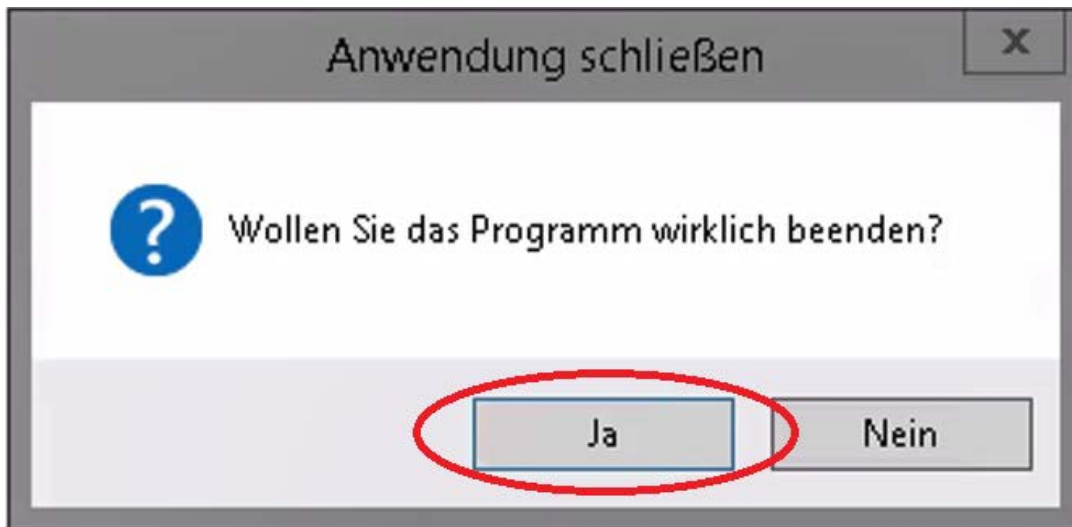 Anwendung schließen
x
Wollen Sie das Programm wirklich beenden?
Ja
Nein